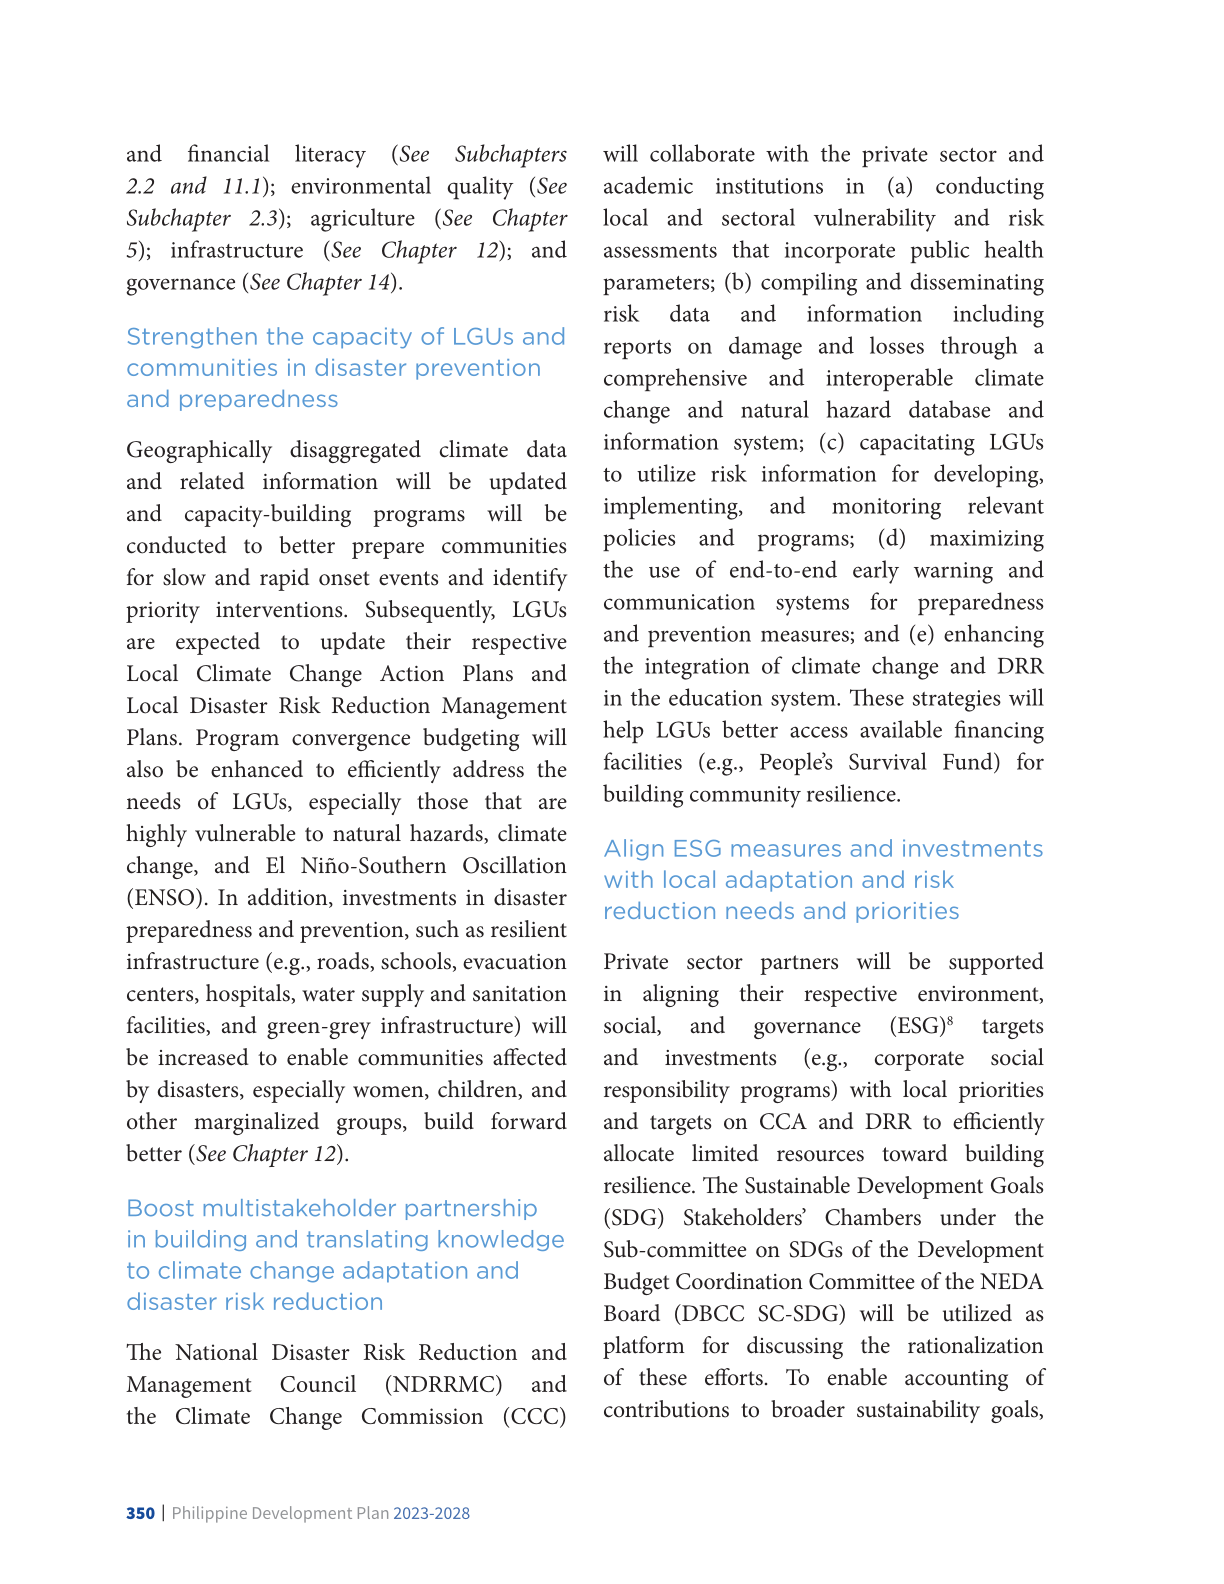 and financial literacy (See Subchapters
2.2 and 11.1); environmental quality (See
Subchapter 2.3); agriculture (See Chapter
5); infrastructure (See Chapter 12); and
governance (See Chapter 14).
Strengthen the capacity of LGUs and
communities in disaster prevention
and preparedness
Geographically disaggregated climate data
and related information will be updated
and capacity-building programs will be
conducted to better prepare communities
for slow and rapid onset events and identify
priority interventions. Subsequently, LGUs
are expected to update their respective
Local Climate Change Action Plans and
Local Disaster Risk Reduction Management
Plans. Program convergence budgeting will
also be enhanced to efficiently address the
needs of LGUs, especially those that are
highly vulnerable to natural hazards, climate
change, and El Niño-Southern Oscillation
(ENSO). In addition, investments in disaster
preparedness and prevention, such as resilient
infrastructure (e.g., roads, schools, evacuation
centers, hospitals, water supply and sanitation
facilities, and green-grey infrastructure) will
be increased to enable communities affected
by disasters, especially women, children, and
other marginalized groups, build forward
better (See Chapter 12).
Boost multistakeholder partnership
in building and translating knowledge
to climate change adaptation and
disaster risk reduction
The National Disaster Risk Reduction and
Management Council (NDRRMC) and
the Climate Change Commission (CCC)
will collaborate with the private sector and
academic institutions in (a) conducting
local and sectoral vulnerability and risk
assessments that incorporate public health
parameters; (b) compiling and disseminating
risk data and information including
reports on damage and losses through a
comprehensive and interoperable climate
change and natural hazard database and
information system; (c) capacitating LGUs
to utilize risk information for developing,
implementing, and monitoring relevant
policies and programs; (d) maximizing
the use of end-to-end early warning and
communication systems for preparedness
and prevention measures; and (e) enhancing
the integration of climate change and DRR
in the education system. These strategies will
help LGUs better access available financing
facilities (e.g., People’s Survival Fund) for
building community resilience.
Align ESG measures and investments
with local adaptation and risk
reduction needs and priorities
Private sector partners will be supported
in aligning their respective environment,
social, and governance (ESG)⁸ targets
and investments (e.g., corporate social
responsibility programs) with local priorities
and targets on CCA and DRR to efficiently
allocate limited resources toward building
resilience. The Sustainable Development Goals
(SDG) Stakeholders’ Chambers under the
Sub-committee on SDGs of the Development
Budget Coordination Committee of the NEDA
Board (DBCC SC-SDG) will be utilized as
platform for discussing the rationalization
of these efforts. To enable accounting of
contributions to broader sustainability goals,
350 | Philippine Development Plan 2023-2028